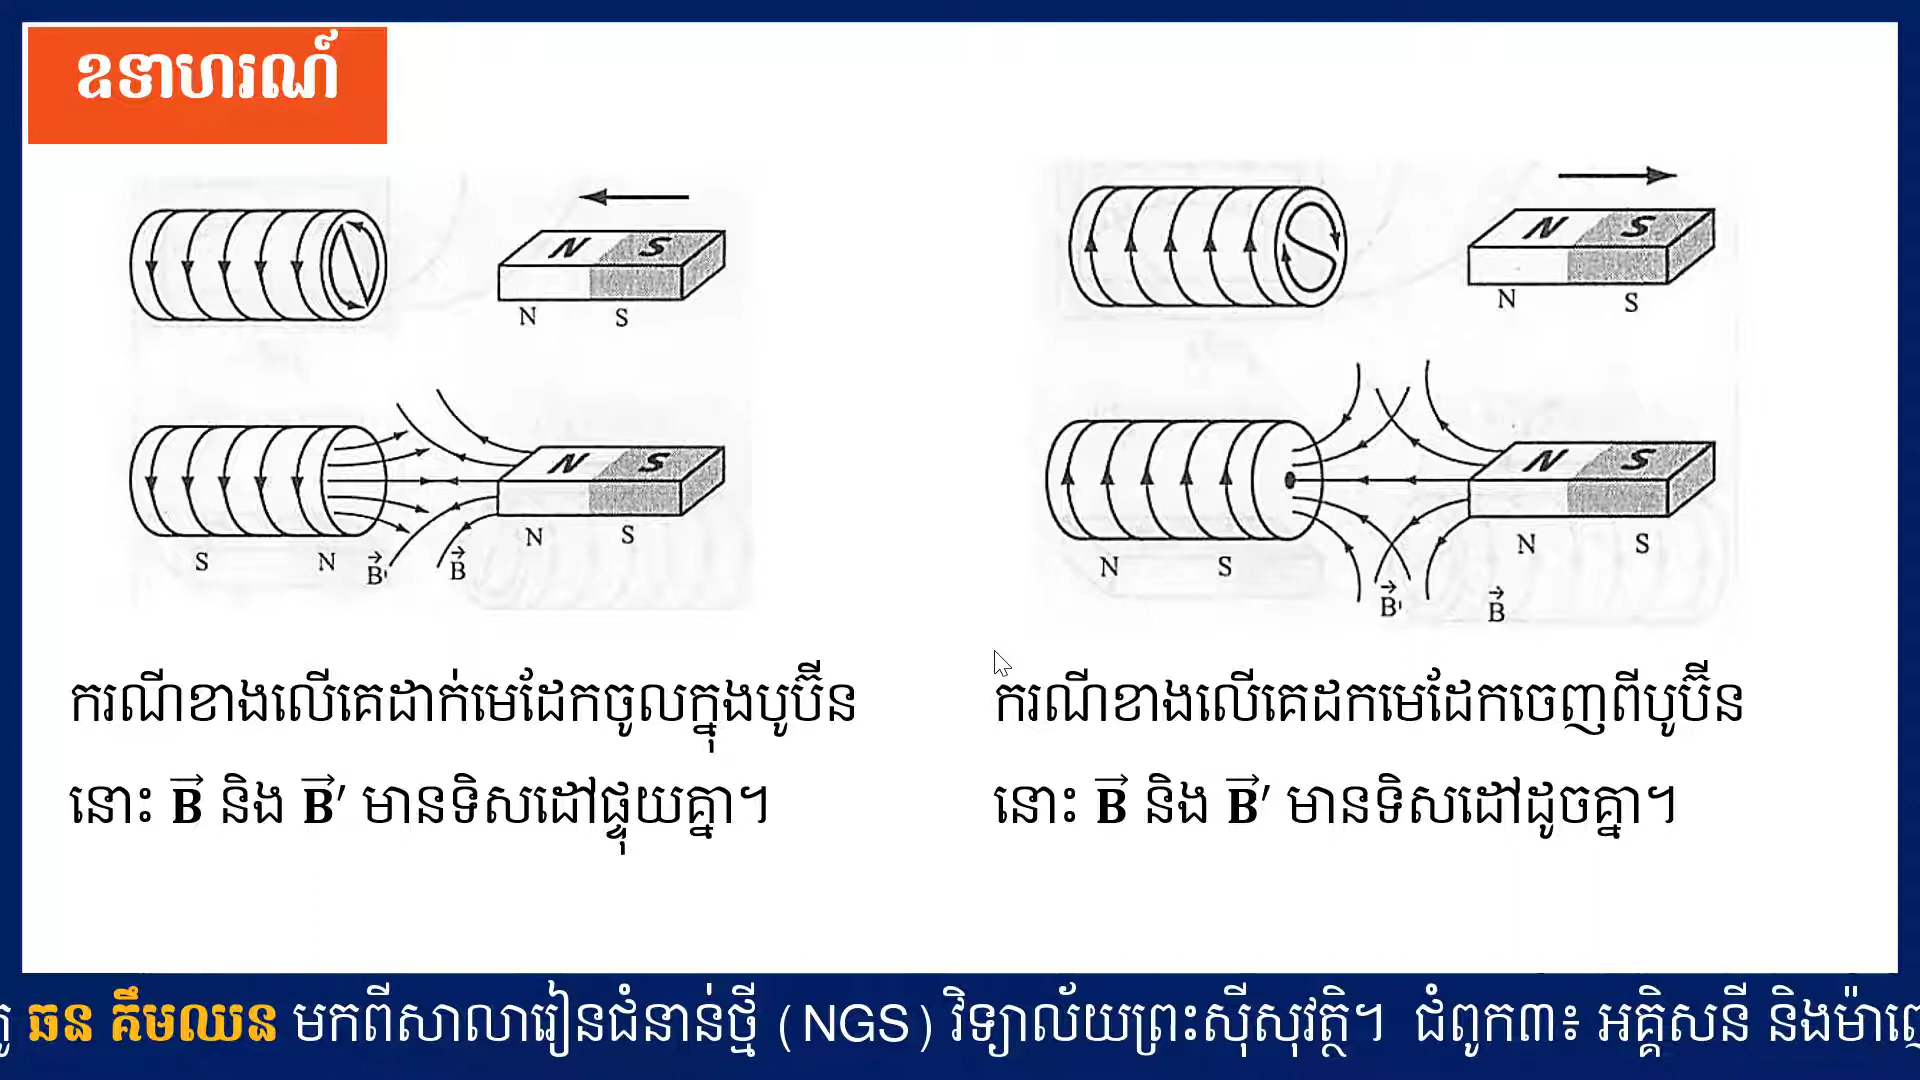 ឧទាហរណ៍
N S
N S
N S
S N B⃗' B⃗ N S
ករណីខាងលើគេដាក់មេដែកចូលក្នុងបូប៊ីន
នោះ B⃗ និង B⃗′ មានទិសដៅផ្ទុយគ្នា។
N S
N S
N S
N S B⃗' B⃗ N S
ករណីខាងលើគេដកមេដែកចេញពីបូប៊ីន
នោះ B⃗ និង B⃗′ មានទិសដៅដូចគ្នា។
ឆន គឹមឈន មកពីសាលារៀនជំនាន់ថ្មី (NGS) វិទ្យាល័យព្រះស៊ីសុវត្ថិ។ ជំពូក៣៖ អគ្គិសនី